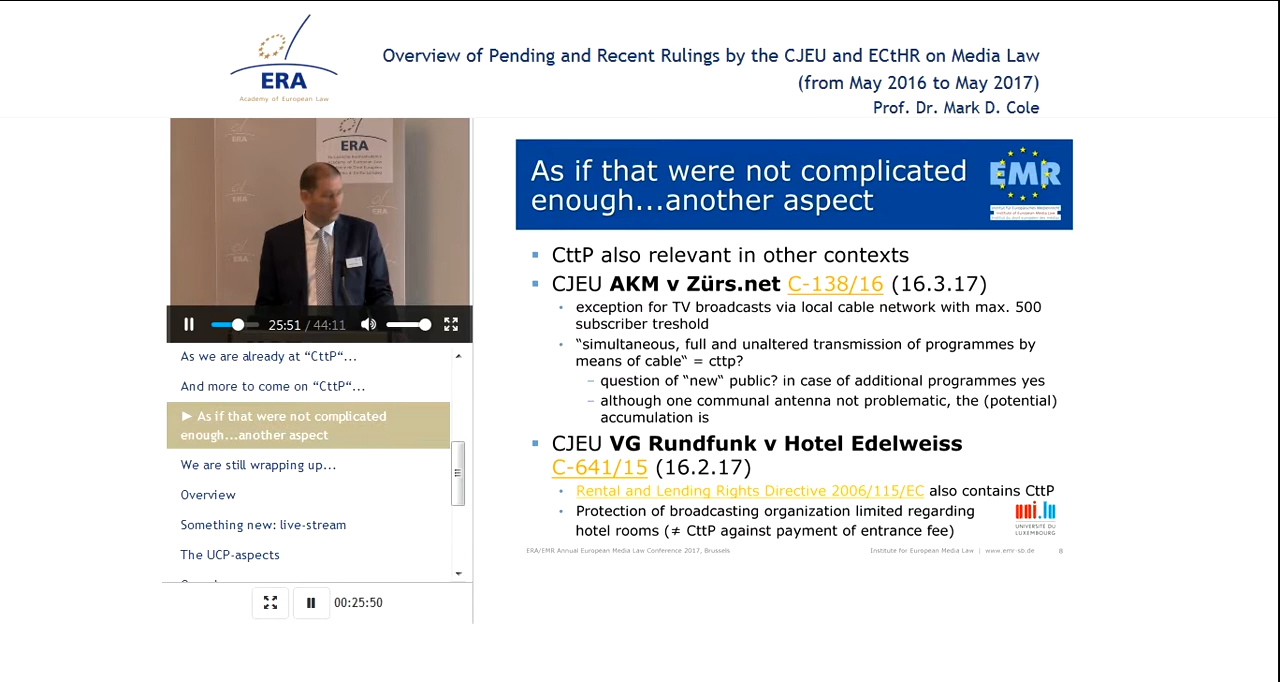 ERA
Academy of European Law
Overview of Pending and Recent Rulings by the CJEU and ECtHR on Media Law
(from May 2016 to May 2017)
Prof. Dr. Mark D. Cole
ERA
ERA
ERA
ERA
ERA
ERA
25:51 / 44:11
As we are already at “CttP“...
And more to come on “CttP“...
► As if that were not complicated
enough...another aspect
We are still wrapping up...
Overview
Something new: live-stream
The UCP-aspects
00:25:50
As if that were not complicated
enough...another aspect
EMR
▪ CttP also relevant in other contexts
▪ CJEU AKM v Zürs.net C-138/16 (16.3.17)
• exception for TV broadcasts via local cable network with max. 500
subscriber treshold
• “simultaneous, full and unaltered transmission of programmes by
means of cable“ = cttp?
– question of “new“ public? in case of additional programmes yes
– although one communal antenna not problematic, the (potential)
accumulation is
▪ CJEU VG Rundfunk v Hotel Edelweiss
C-641/15 (16.2.17)
• Rental and Lending Rights Directive 2006/115/EC also contains CttP
• Protection of broadcasting organization limited regarding
hotel rooms (≠ CttP against payment of entrance fee)
uni.lu
UNIVERSITÉ DU
LUXEMBOURG
ERA/EMR Annual European Media Law Conference 2017, Brussels
Institute for European Media Law | www.emr-sb.de 8